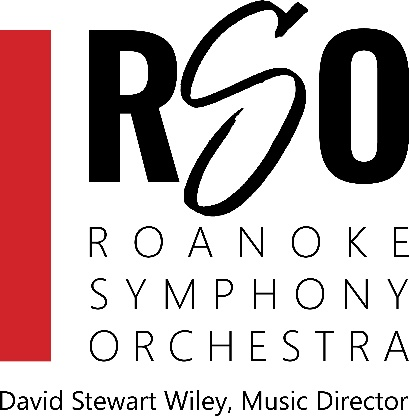 RSO
ROANOKE
SYMPHONY
ORCHESTRA
David Stewart Wiley, Music Director